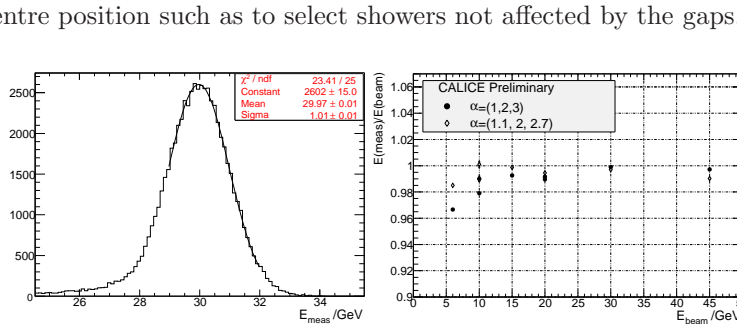 entre position such as to select showers not affected by the gaps
χ² / ndf 23.41 / 25
Constant 2602 ± 15.0
Mean 29.97 ± 0.01
Sigma 1.01 ± 0.01
2500
2000
1500
1000
500
0
26 28 30 32 34
E_meas /GeV
E(meas)/E(beam)
CALICE Preliminary
α=(1,2,3)
α=(1.1, 2, 2.7)
1.06
1.04
1.02
1
0.98
0.96
0.94
0.92
0.9
0 5 10 15 20 25 30 35 40 45
E_beam /GeV